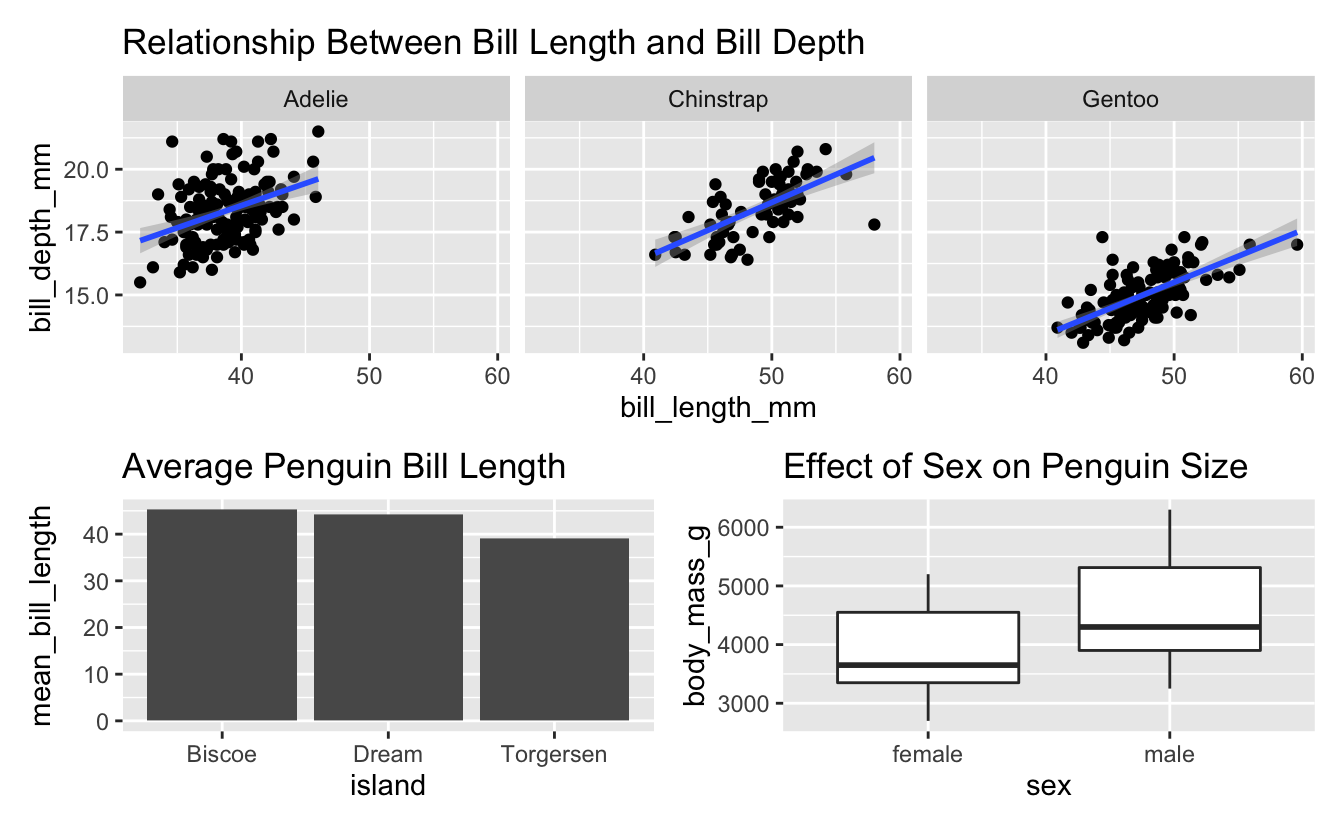 Relationship Between Bill Length and Bill Depth
Adelie Chinstrap Gentoo
bill_depth_mm
20.0
17.5
15.0
40 50 60 40 50 60 40 50 60
bill_length_mm
Average Penguin Bill Length
mean_bill_length
40
30
20
10
0
Biscoe Dream Torgersen
island
Effect of Sex on Penguin Size
body_mass_g
6000
5000
4000
3000
female male
sex